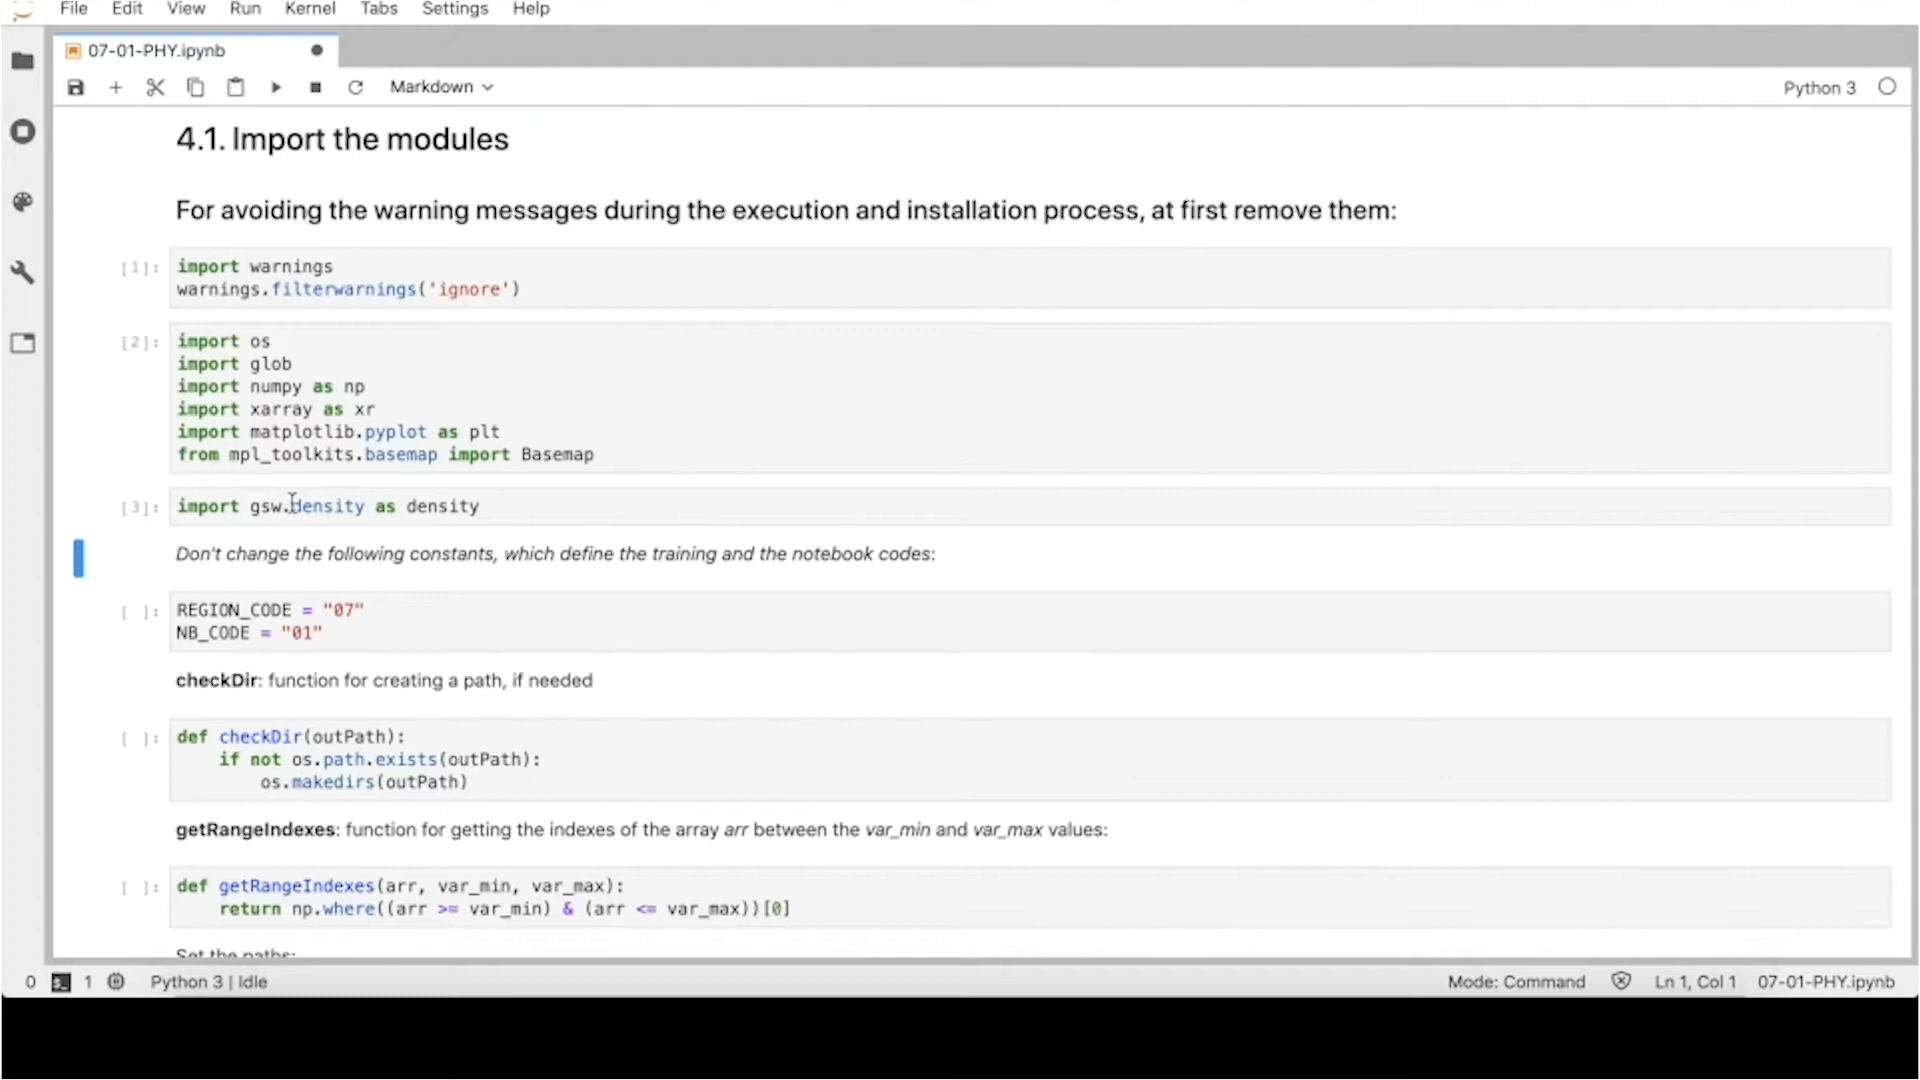 File Edit View Run Kernel Tabs Settings Help
07-01-PHY.ipynb
Markdown Python 3
4.1. Import the modules
For avoiding the warning messages during the execution and installation process, at first remove them:
[1]: import warnings
warnings.filterwarnings('ignore')
[2]: import os
import glob
import numpy as np
import xarray as xr
import matplotlib.pyplot as plt
from mpl_toolkits.basemap import Basemap
[3]: import gsw.density as density
Don't change the following constants, which define the training and the notebook codes:
[ ]: REGION_CODE = "07"
NB_CODE = "01"
checkDir: function for creating a path, if needed
[ ]: def checkDir(outPath):
if not os.path.exists(outPath):
os.makedirs(outPath)
getRangeIndexes: function for getting the indexes of the array arr between the var_min and var_max values:
[ ]: def getRangeIndexes(arr, var_min, var_max):
return np.where((arr >= var_min) & (arr <= var_max))[0]
Set the paths:
0 1 Python 3 | Idle Mode: Command Ln 1, Col 1 07-01-PHY.ipynb